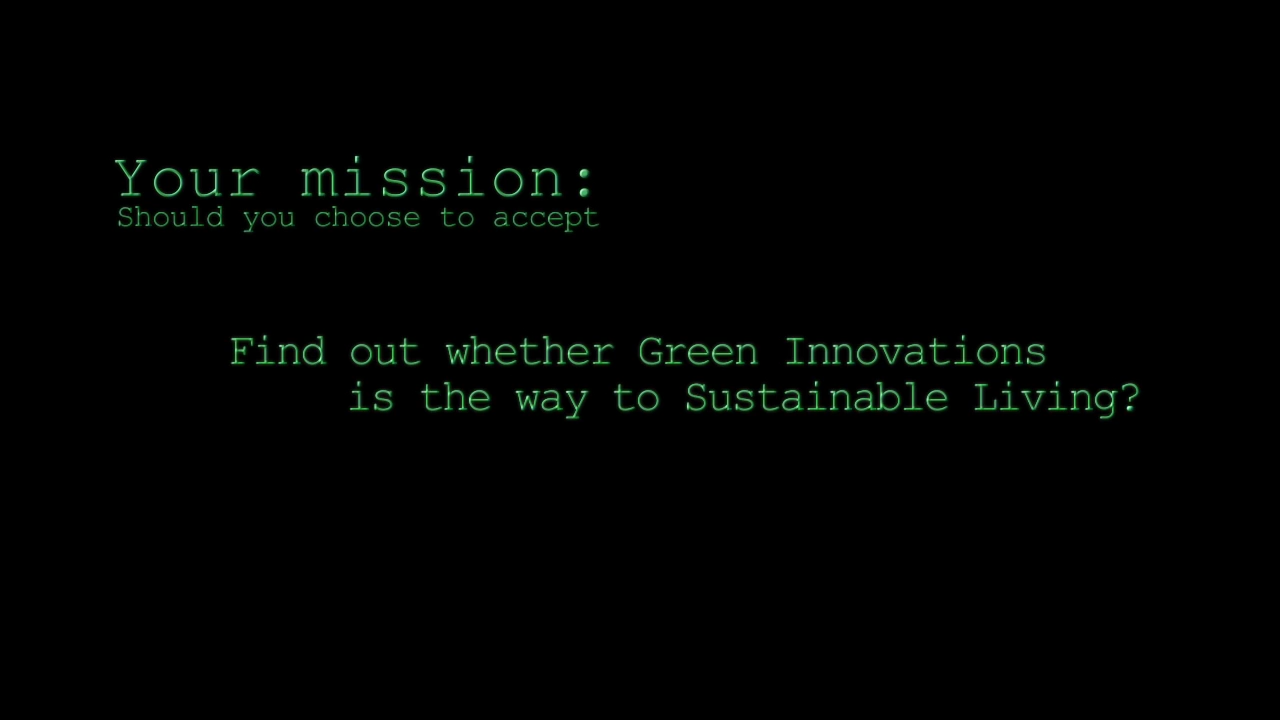 Your mission:
Should you choose to accept
Find out whether Green Innovations
is the way to Sustainable Living?